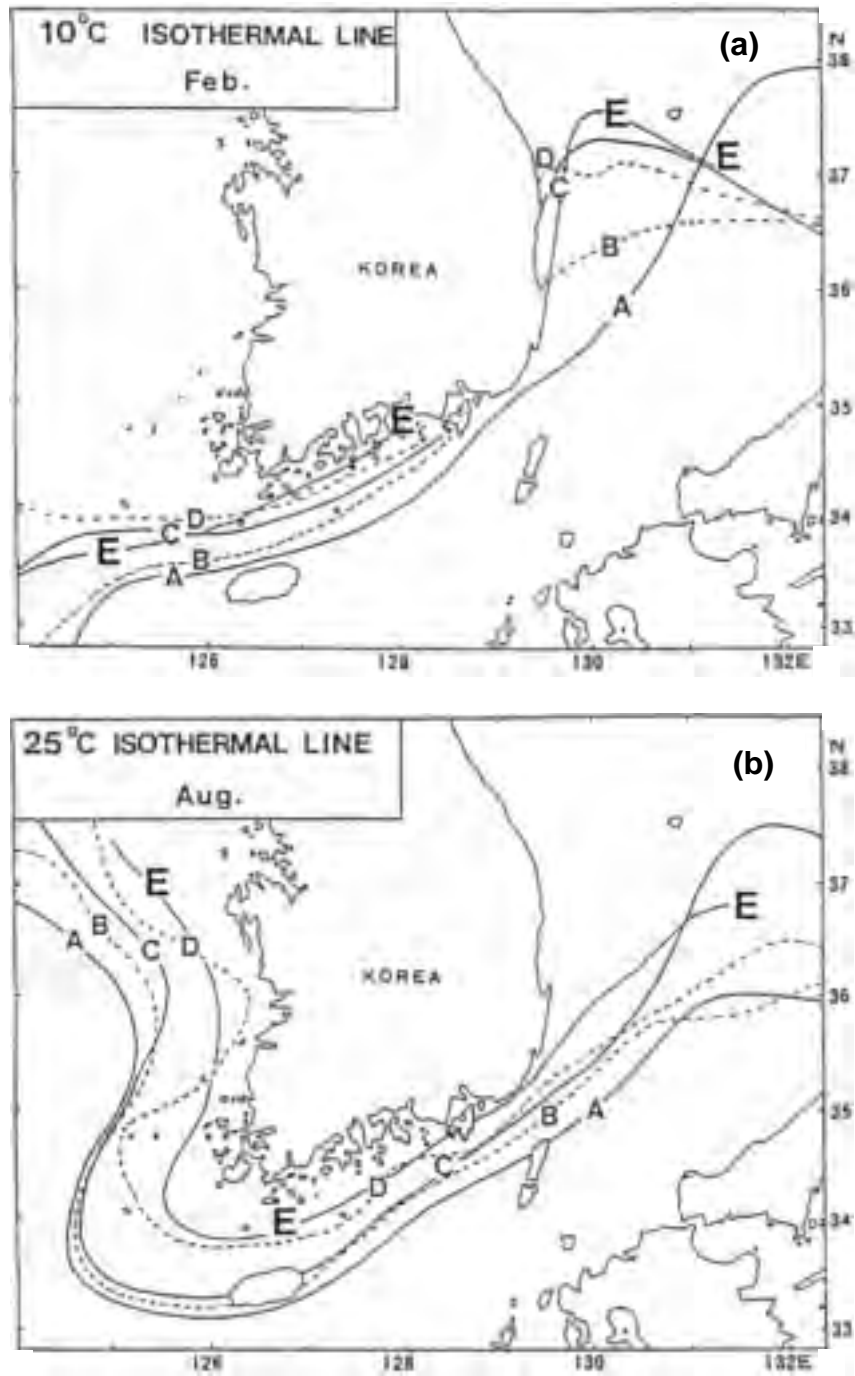 10°C ISOTHERMAL LINE
Feb.
(a)
N
38
37
36
35
34
33
E
E
D
C
B
A
KOREA
E
D
C
E
B
A
126
128
130
132E
25°C ISOTHERMAL LINE
Aug.
(b)
N
38
37
36
35
34
33
E
D
B
A
C
E
KOREA
B
A
C
D
E
126
128
130
132E